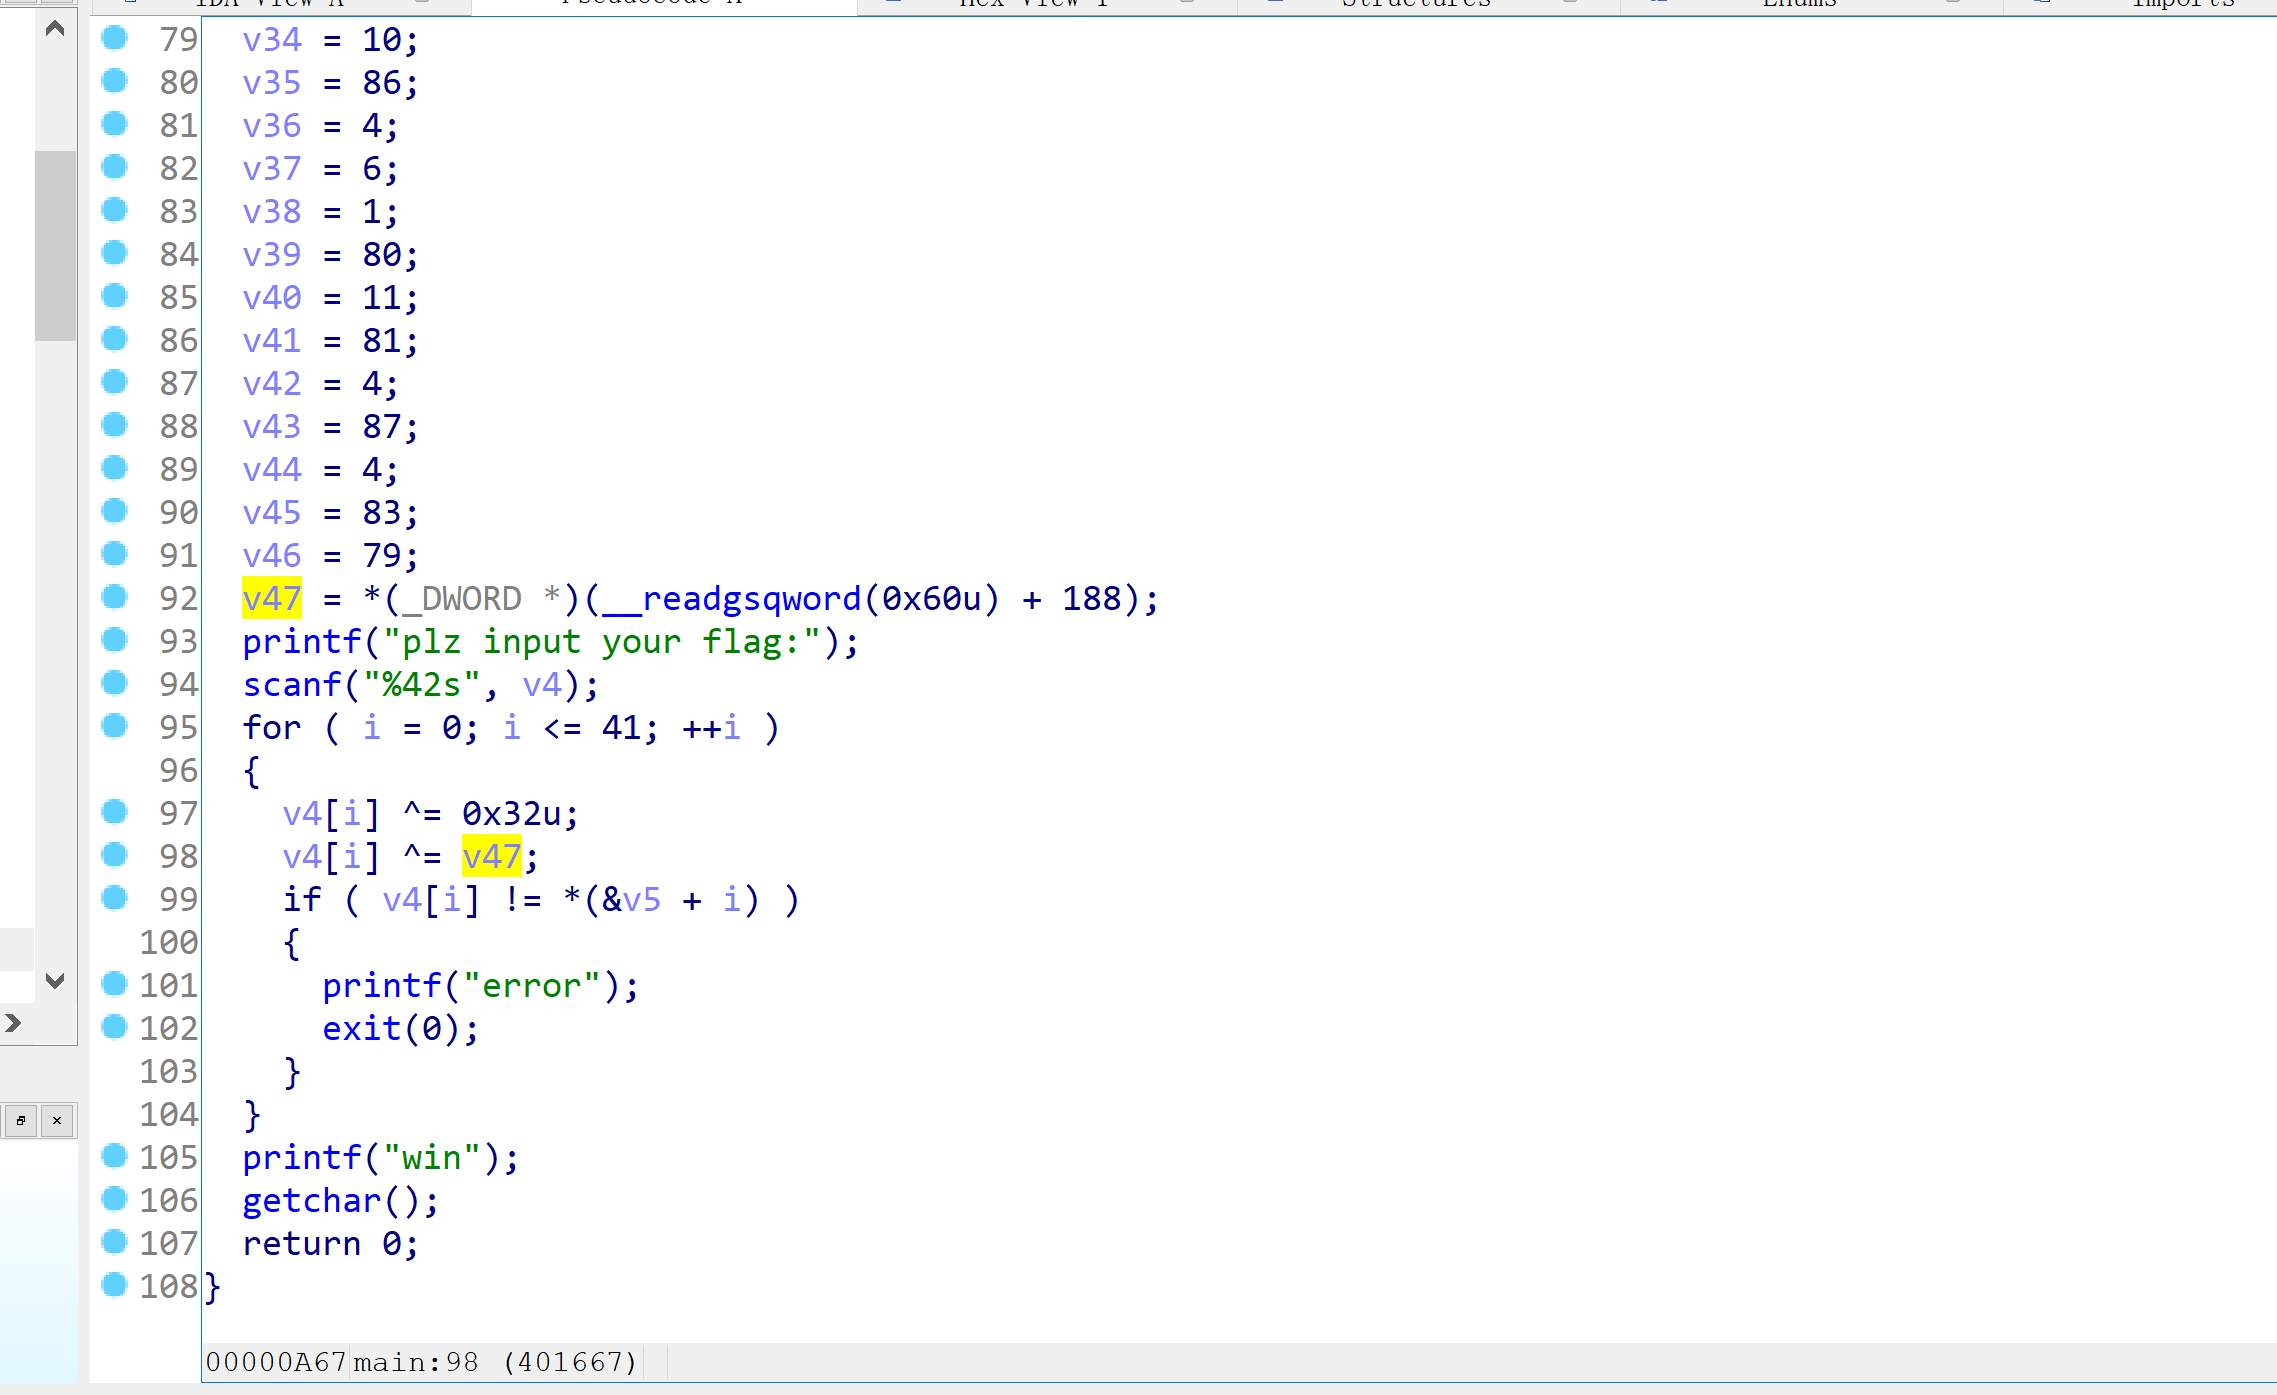 IDA View-A Pseudocode-A Hex View-1 Structures Enums Imports
79 v34 = 10;
80 v35 = 86;
81 v36 = 4;
82 v37 = 6;
83 v38 = 1;
84 v39 = 80;
85 v40 = 11;
86 v41 = 81;
87 v42 = 4;
88 v43 = 87;
89 v44 = 4;
90 v45 = 83;
91 v46 = 79;
92 v47 = *(_DWORD *)(__readgsqword(0x60u) + 188);
93 printf("plz input your flag:");
94 scanf("%42s", v4);
95 for ( i = 0; i <= 41; ++i )
96 {
97 v4[i] ^= 0x32u;
98 v4[i] ^= v47;
99 if ( v4[i] != *(&v5 + i) )
100 {
101 printf("error");
102 exit(0);
103 }
104 }
105 printf("win");
106 getchar();
107 return 0;
108 }
00000A67 main:98 (401667)